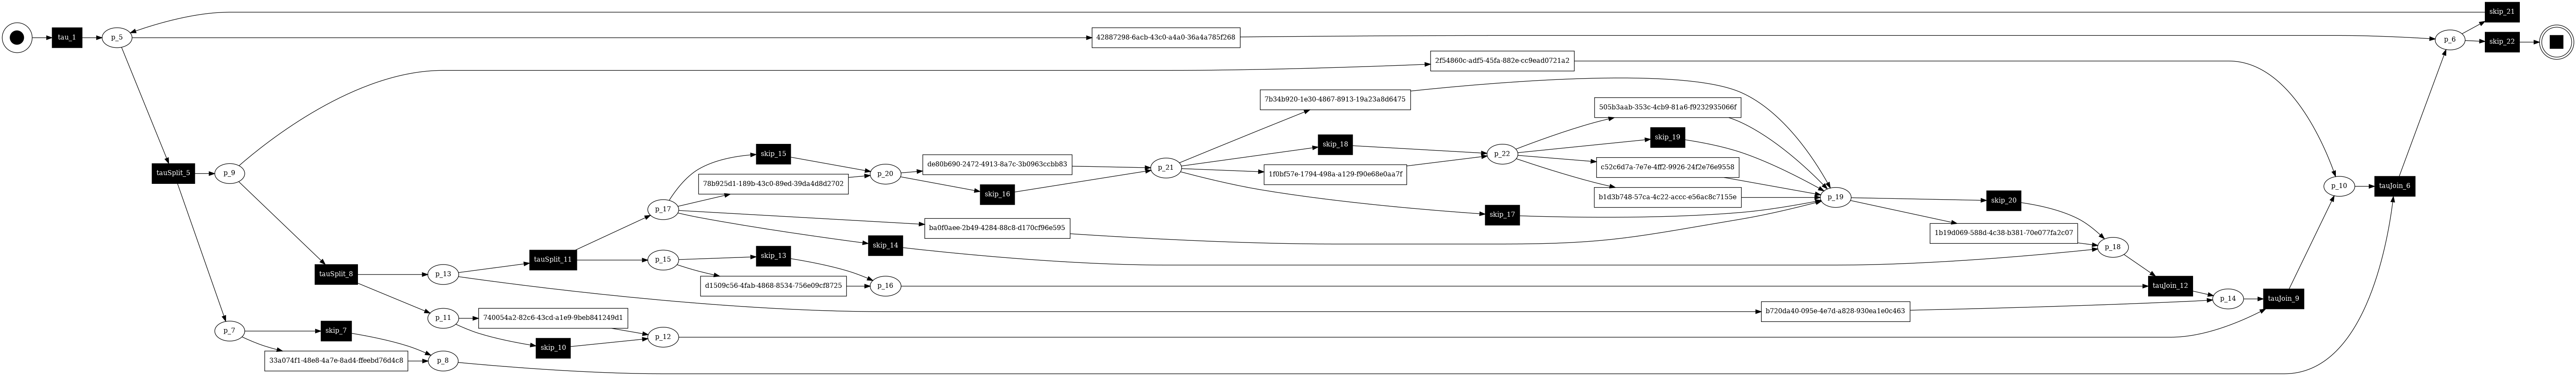 skip_21
tau_1
p_5
42887298-6acb-43c0-a4a0-36a4a785f268
p_6
skip_22
2f54860c-adf5-45fa-882e-cc9ead0721a2
7b34b920-1e30-4867-8913-19a23a8d6475
505b3aab-353c-4cb9-81a6-f9232935066f
skip_19
skip_18
skip_15
p_22
de80b690-2472-4913-8a7c-3b0963ccbb83
p_21
c52c6d7a-7e7e-4ff2-9926-24f2e76e9558
tauSplit_5
p_9
p_20
1f0bf57e-1794-498a-a129-f90e68e0aa7f
78b925d1-189b-43c0-89ed-39da4d8d2702
p_10
tauJoin_6
skip_16
b1d3b748-57ca-4c22-accc-e56ac8c7155e
p_19
skip_20
p_17
skip_17
ba0f0aee-2b49-4284-88c8-d170cf96e595
1b19d069-588d-4c38-b381-70e077fa2c07
skip_14
p_18
skip_13
tauSplit_11
p_15
tauSplit_8
p_13
d1509c56-4fab-4868-8534-756e09cf8725
p_16
tauJoin_12
p_14
tauJoin_9
b720da40-095e-4e7d-a828-930ea1e0c463
p_11
740054a2-82c6-43cd-a1e9-9beb841249d1
p_7
skip_7
p_12
skip_10
33a074f1-48e8-4a7e-8ad4-ffeebd76d4c8
p_8